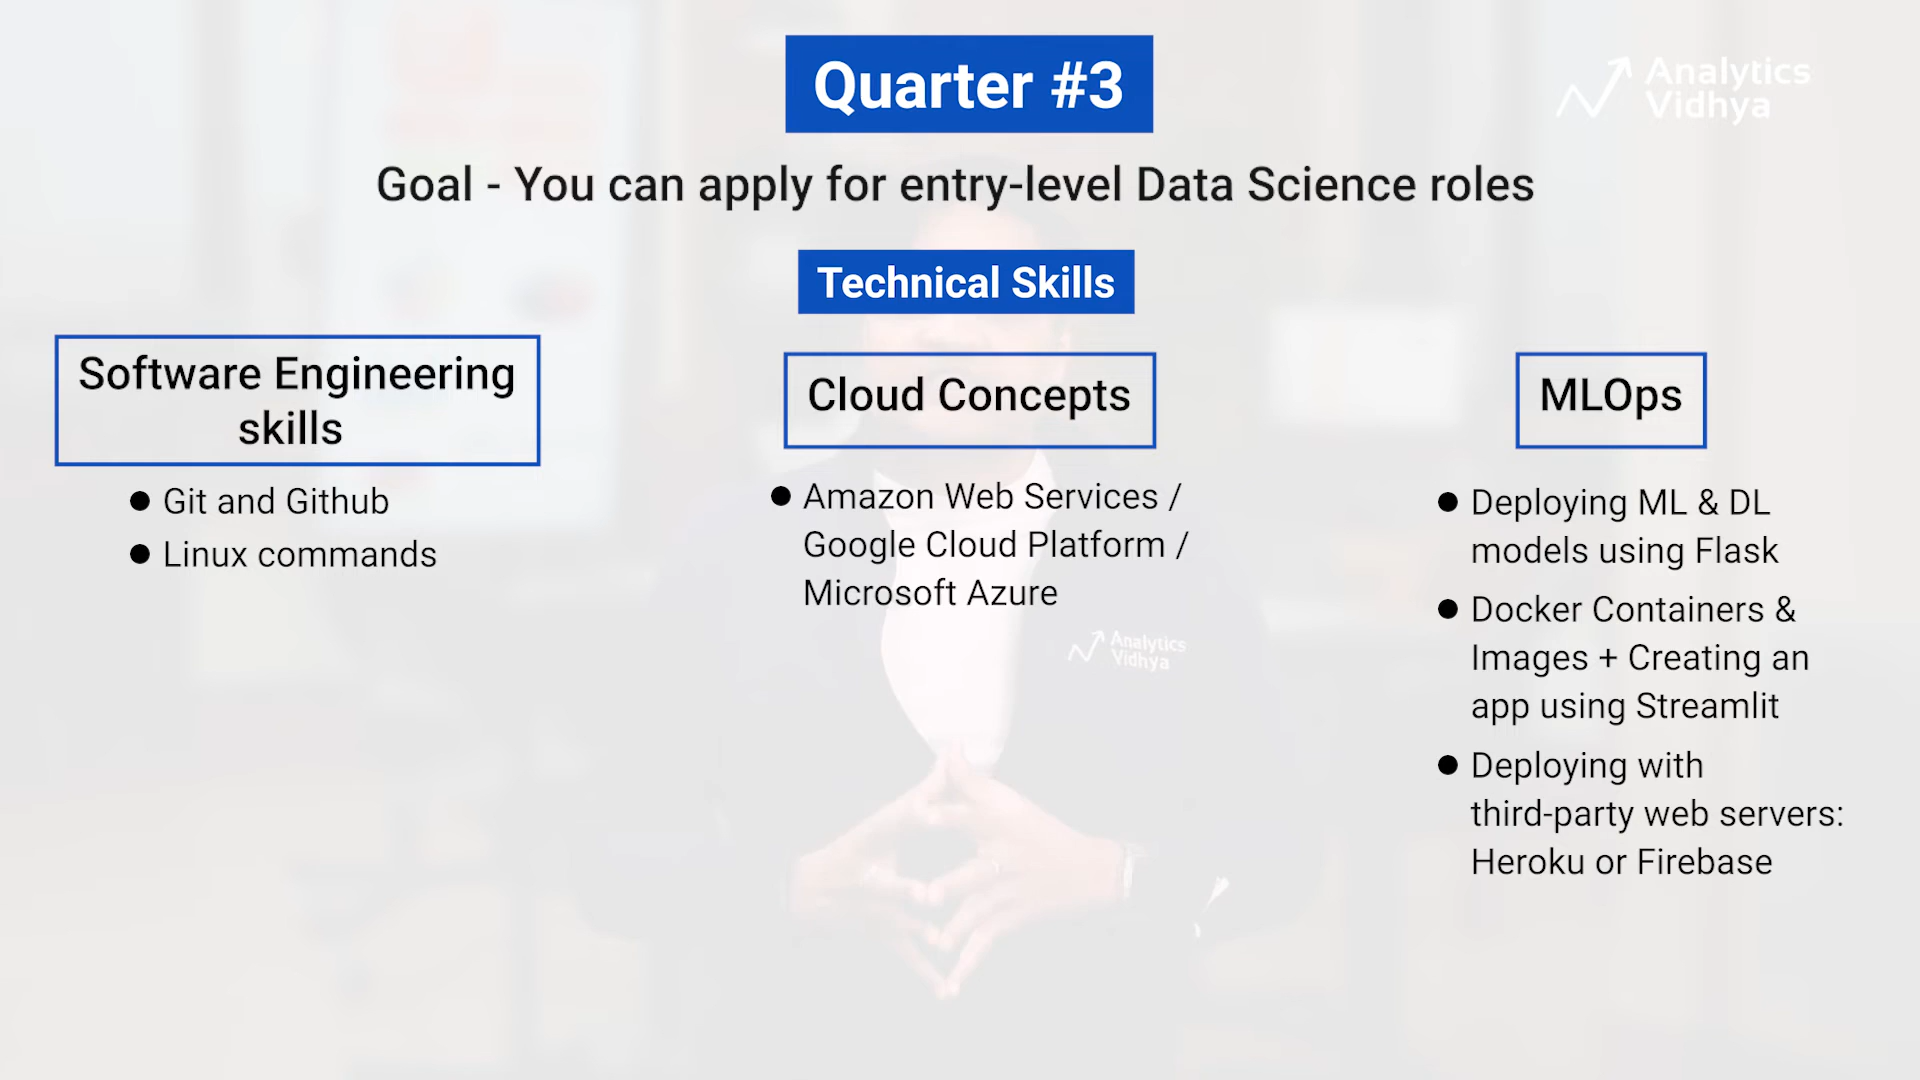 Quarter #3
Analytics
Vidhya
Goal - You can apply for entry-level Data Science roles
Technical Skills
Software Engineering
skills
Git and Github
Linux commands
Cloud Concepts
Amazon Web Services /
Google Cloud Platform /
Microsoft Azure
MLOps
Deploying ML & DL
models using Flask
Docker Containers &
Images + Creating an
app using Streamlit
Deploying with
third-party web servers:
Heroku or Firebase
Analytics
Vidhya